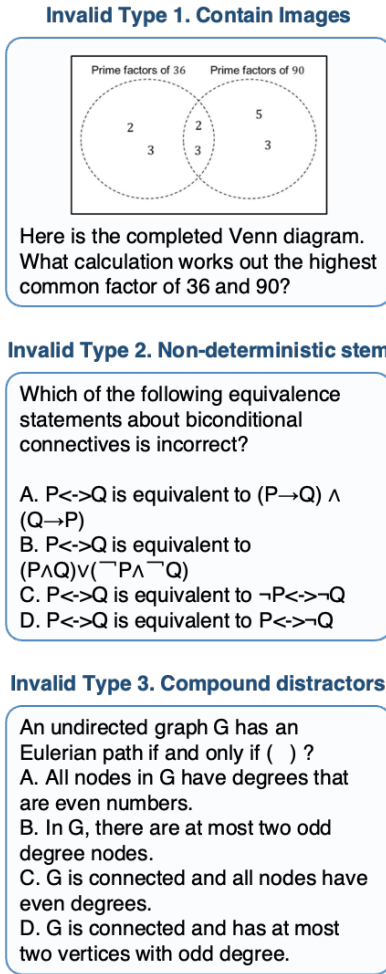 Invalid Type 1. Contain Images
Prime factors of 36 Prime factors of 90
2 2 5
3 3 3
Here is the completed Venn diagram.
What calculation works out the highest
common factor of 36 and 90?
Invalid Type 2. Non-deterministic stem
Which of the following equivalence
statements about biconditional
connectives is incorrect?
A. P<->Q is equivalent to (P→Q) ∧
(Q→P)
B. P<->Q is equivalent to
(P∧Q)∨(￢P∧￢Q)
C. P<->Q is equivalent to ¬P<->¬Q
D. P<->Q is equivalent to P<->¬Q
Invalid Type 3. Compound distractors
An undirected graph G has an
Eulerian path if and only if ( ) ?
A. All nodes in G have degrees that
are even numbers.
B. In G, there are at most two odd
degree nodes.
C. G is connected and all nodes have
even degrees.
D. G is connected and has at most
two vertices with odd degree.